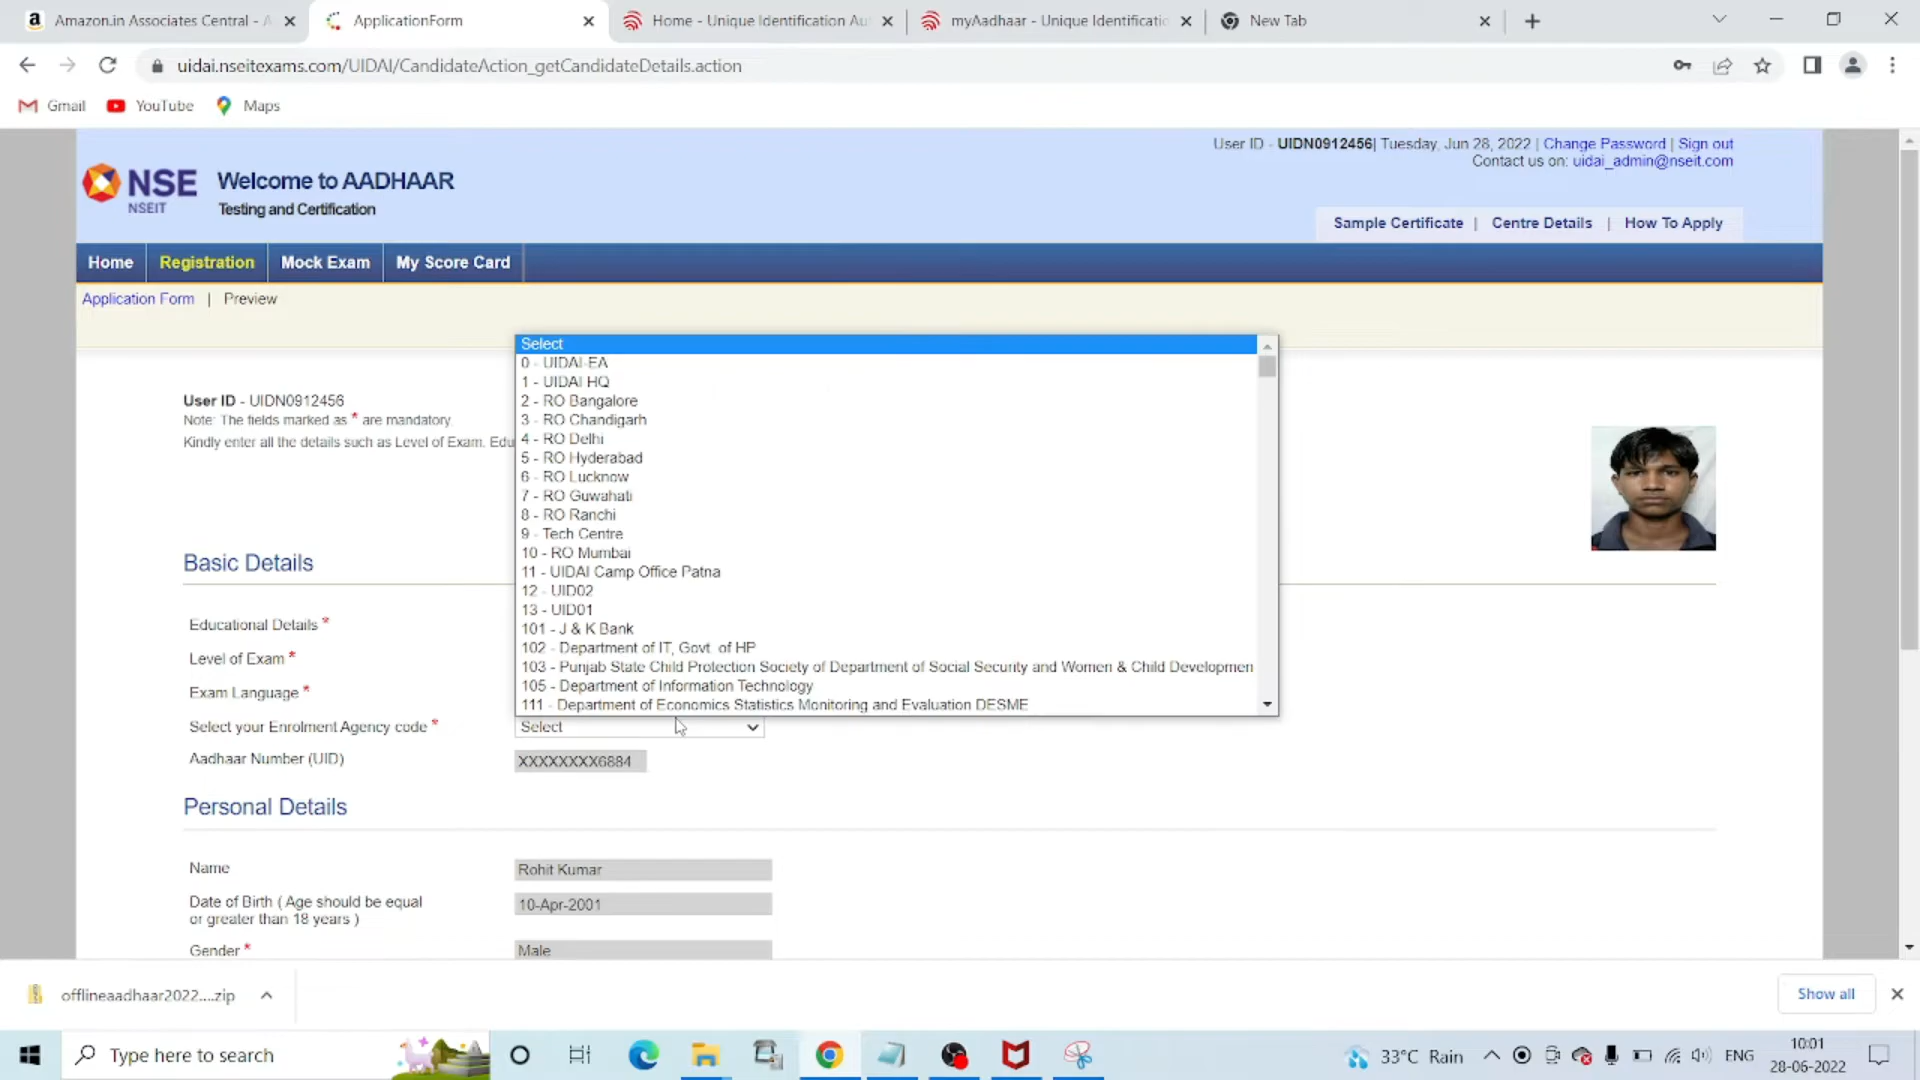 Amazon.in Associates Central - A
ApplicationForm
Home - Unique Identification Au
myAadhaar - Unique Identificatio
New Tab
uidai.nseitexams.com/UIDAI/CandidateAction_getCandidateDetails.action
Gmail
YouTube
Maps
User ID - UIDN0912456| Tuesday, Jun 28, 2022 | Change Password | Sign out
Contact us on: uidai_admin@nseit.com
NSE
NSEIT
Welcome to AADHAAR
Testing and Certification
Sample Certificate | Centre Details | How To Apply
Home
Registration
Mock Exam
My Score Card
Application Form | Preview
Select
0 - UIDAI-EA
1 - UIDAI HQ
2 - RO Bangalore
3 - RO Chandigarh
4 - RO Delhi
5 - RO Hyderabad
6 - RO Lucknow
7 - RO Guwahati
8 - RO Ranchi
9 - Tech Centre
10 - RO Mumbai
11 - UIDAI Camp Office Patna
12 - UID02
13 - UID01
101 - J & K Bank
102 - Department of IT, Govt. of HP
103 - Punjab State Child Protection Society of Department of Social Security and Women & Child Developmen
105 - Department of Information Technology
111 - Department of Economics Statistics Monitoring and Evaluation DESME
User ID - UIDN0912456
Note: The fields marked as * are mandatory
Kindly enter all the details such as Level of Exam, Edu
Basic Details
Educational Details *
Level of Exam *
Exam Language *
Select your Enrolment Agency code *
Select
Aadhaar Number (UID)
XXXXXXXX6884
Personal Details
Name
Rohit Kumar
Date of Birth ( Age should be equal
or greater than 18 years )
10-Apr-2001
Gender *
Male
offlineaadhaar2022....zip
Show all
Type here to search
33°C Rain
ENG
10:01
28-06-2022